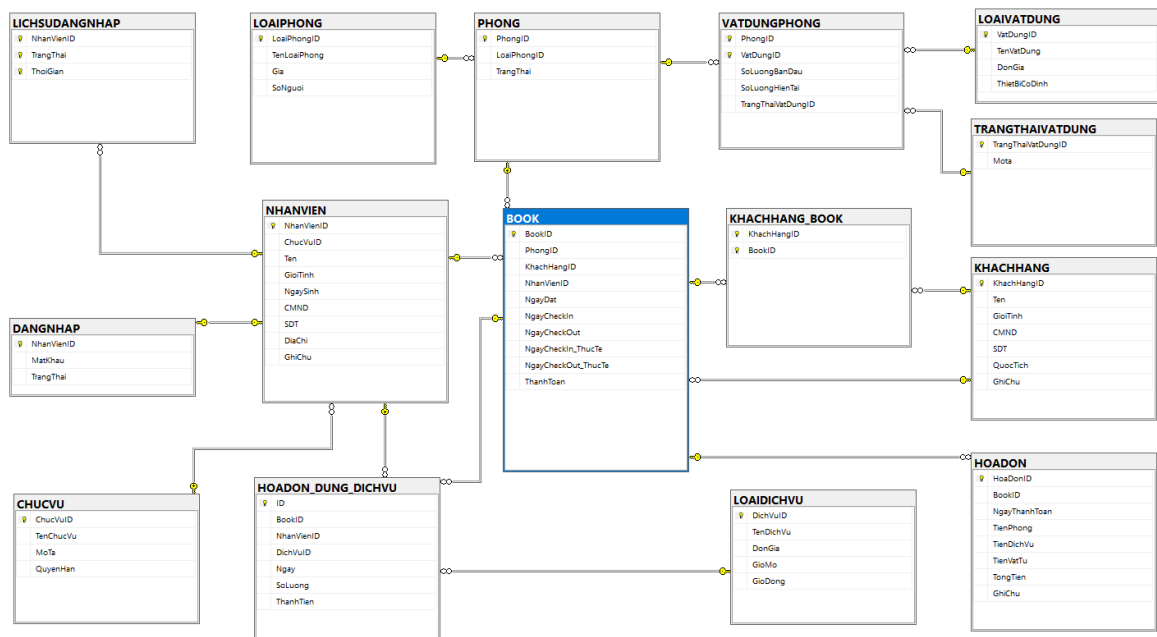 LICHSUDANGNHAP
NhanVienID
TrangThai
ThoiGian
LOAIPHONG
LoaiPhongID
TenLoaiPhong
Gia
SoNguoi
PHONG
PhongID
LoaiPhongID
TrangThai
VATDUNGPHONG
PhongID
VatDungID
SoLuongBanDau
SoLuongHienTai
TrangThaiVatDungID
LOAIVATDUNG
VatDungID
TenVatDung
DonGia
ThietBiCoDinh
TRANGTHAIVATDUNG
TrangThaiVatDungID
Mota
NHANVIEN
NhanVienID
ChucVuID
Ten
GioiTinh
NgaySinh
CMND
SDT
DiaChi
GhiChu
BOOK
BookID
PhongID
KhachHangID
NhanVienID
NgayDat
NgayCheckIn
NgayCheckOut
NgayCheckIn_ThucTe
NgayCheckOut_ThucTe
ThanhToan
KHACHHANG_BOOK
KhachHangID
BookID
KHACHHANG
KhachHangID
Ten
GioiTinh
CMND
SDT
QuocTich
GhiChu
DANGNHAP
NhanVienID
MatKhau
TrangThai
CHUCVU
ChucVuID
TenChucVu
MoTa
QuyenHan
HOADON_DUNG_DICHVU
ID
BookID
NhanVienID
DichVuID
Ngay
SoLuong
ThanhTien
LOAIDICHVU
DichVuID
TenDichVu
DonGia
GioMo
GioDong
HOADON
HoaDonID
BookID
NgayThanhToan
TienPhong
TienDichVu
TienVatTu
TongTien
GhiChu